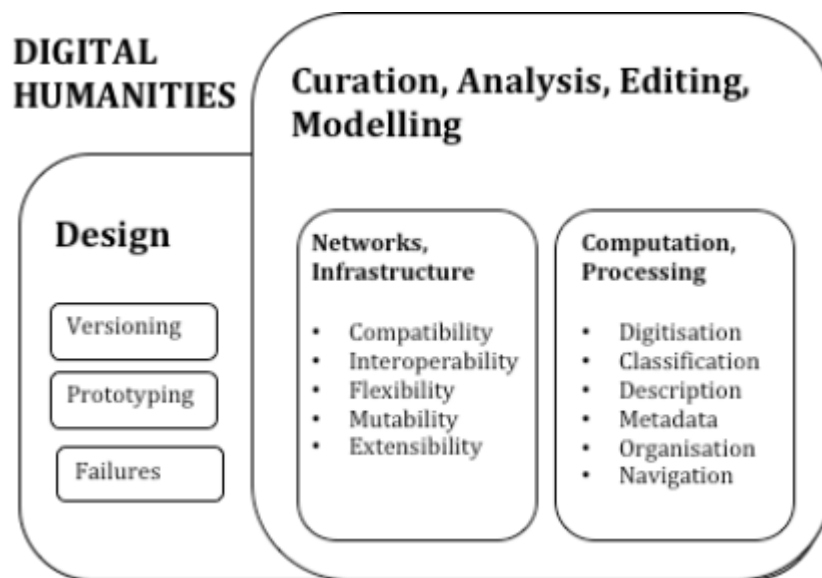 DIGITAL
HUMANITIES
Curation, Analysis, Editing,
Modelling
Design
Versioning
Prototyping
Failures
Networks,
Infrastructure
• Compatibility
• Interoperability
• Flexibility
• Mutability
• Extensibility
Computation,
Processing
• Digitisation
• Classification
• Description
• Metadata
• Organisation
• Navigation